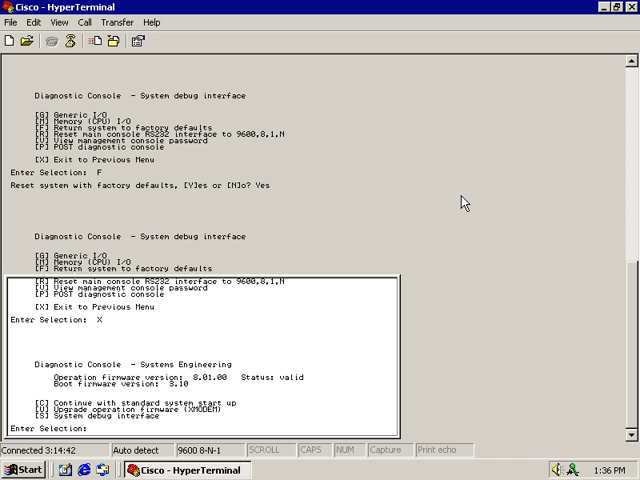 Cisco - HyperTerminal
File Edit View Call Transfer Help
Diagnostic Console - System debug interface
[G] Generic I/O
[M] Memory (CPU) I/O
[F] Return system to factory defaults
[R] Reset main console RS232 interface to 9600,8,1,N
[V] View management console password
[P] POST diagnostic console
[X] Exit to Previous Menu
Enter Selection: F
Reset system with factory defaults, [Y]es or [N]o? Yes
Diagnostic Console - System debug interface
[G] Generic I/O
[M] Memory (CPU) I/O
[F] Return system to factory defaults
[R] Reset main console RS232 interface to 9600,8,1,N
[V] View management console password
[P] POST diagnostic console
[X] Exit to Previous Menu
Enter Selection: X
Diagnostic Console - Systems Engineering
Operation firmware version: 8.01.00 Status: valid
Boot firmware version: 3.10
[C] Continue with standard system start up
[U] Upgrade operation firmware (XMODEM)
[S] System debug interface
Enter Selection:
Connected 3:14:42 Auto detect 9600 8-N-1 SCROLL CAPS NUM Capture Print echo
Start Cisco - HyperTerminal 1:36 PM